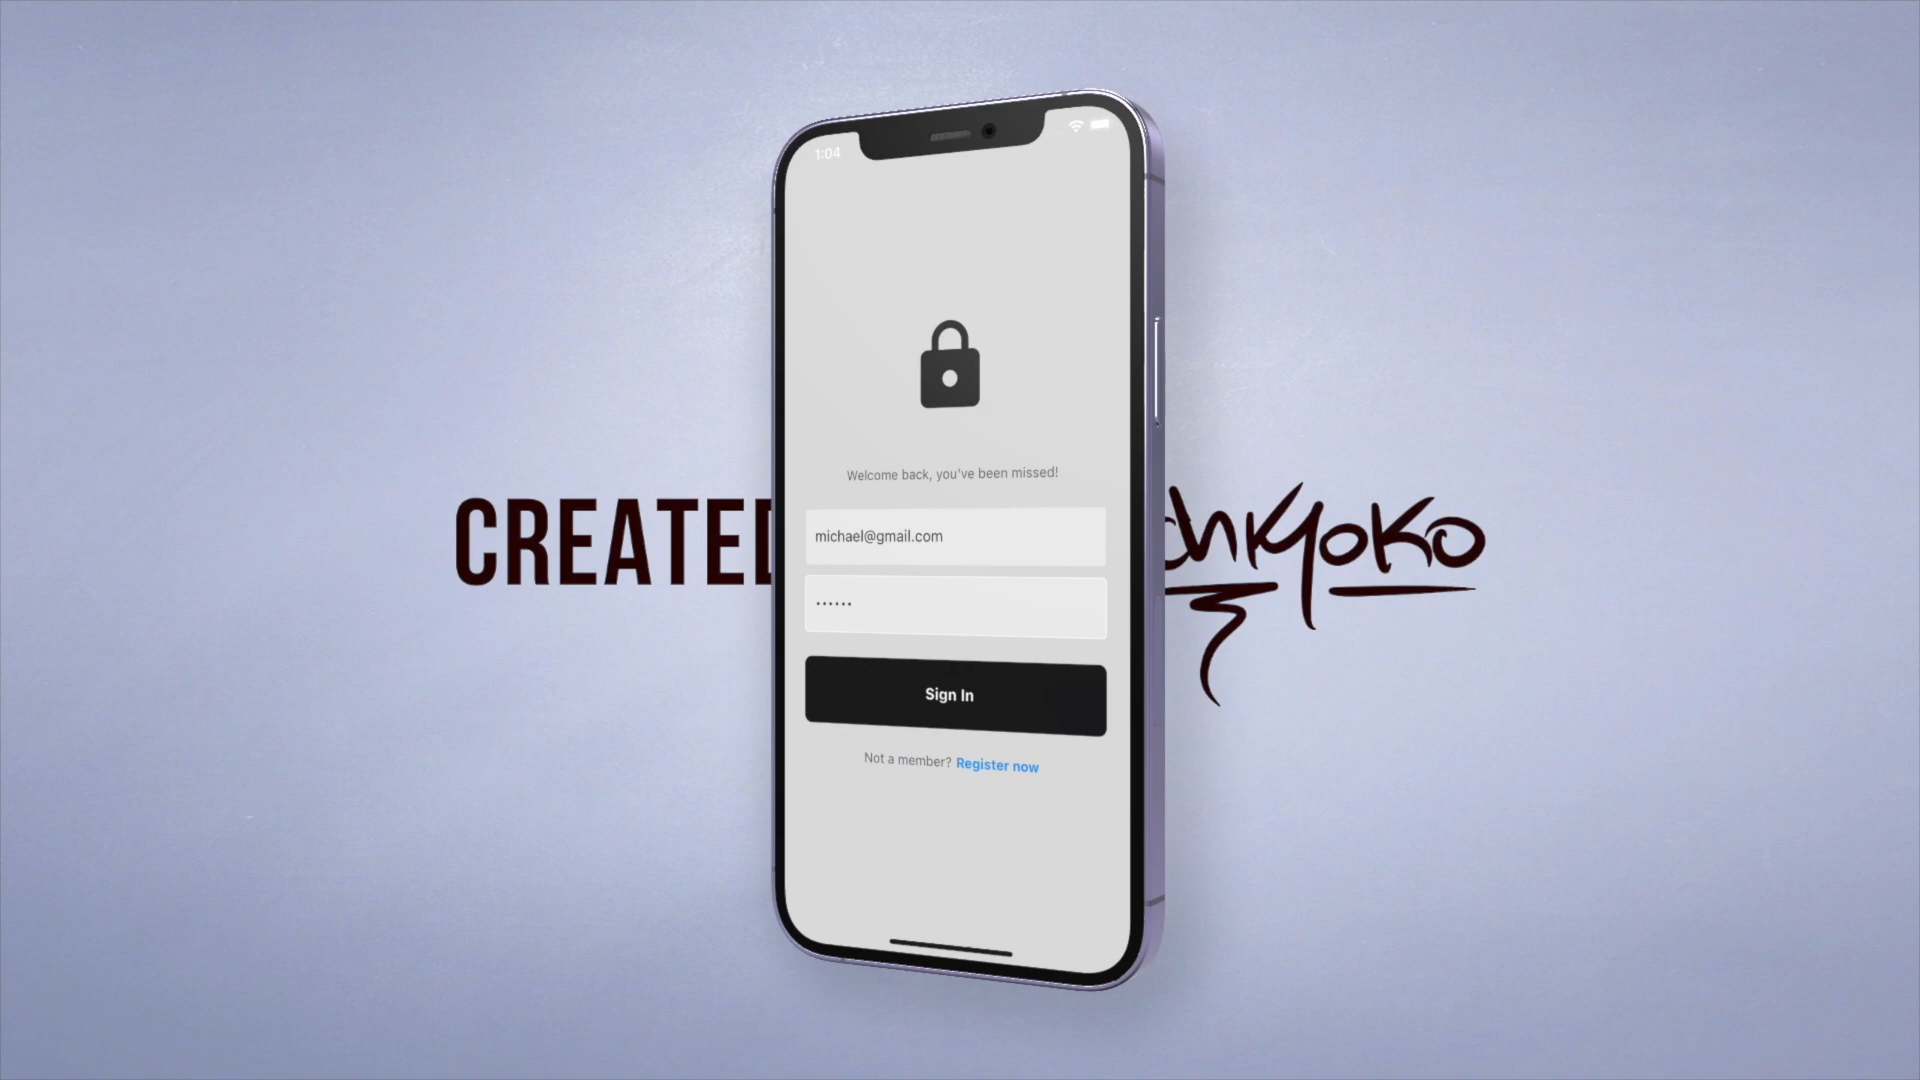 1:04
Welcome back, you've been missed!
michael@gmail.com
••••••
Sign In
Not a member? Register now
CREATED